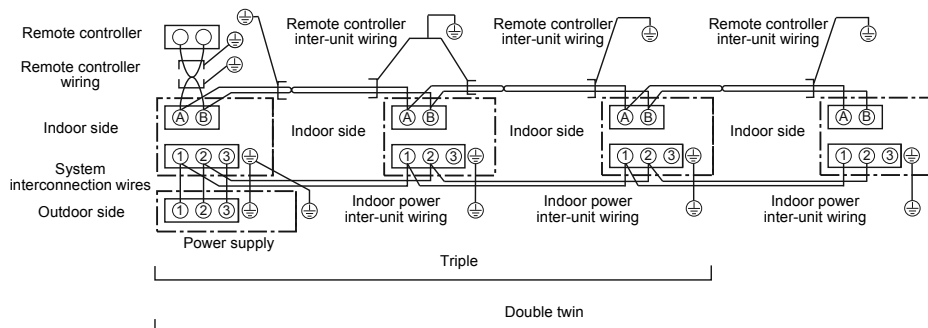 Remote controller
Remote controller
wiring
Remote controller
inter-unit wiring
Remote controller
inter-unit wiring
Remote controller
inter-unit wiring
A B
A B
A B
A B
Indoor side
Indoor side
Indoor side
Indoor side
1 2 3
1 2 3
1 2 3
1 2 3
System
interconnection wires
Outdoor side
1 2 3
Power supply
Indoor power
inter-unit wiring
Indoor power
inter-unit wiring
Indoor power
inter-unit wiring
Triple
Double twin